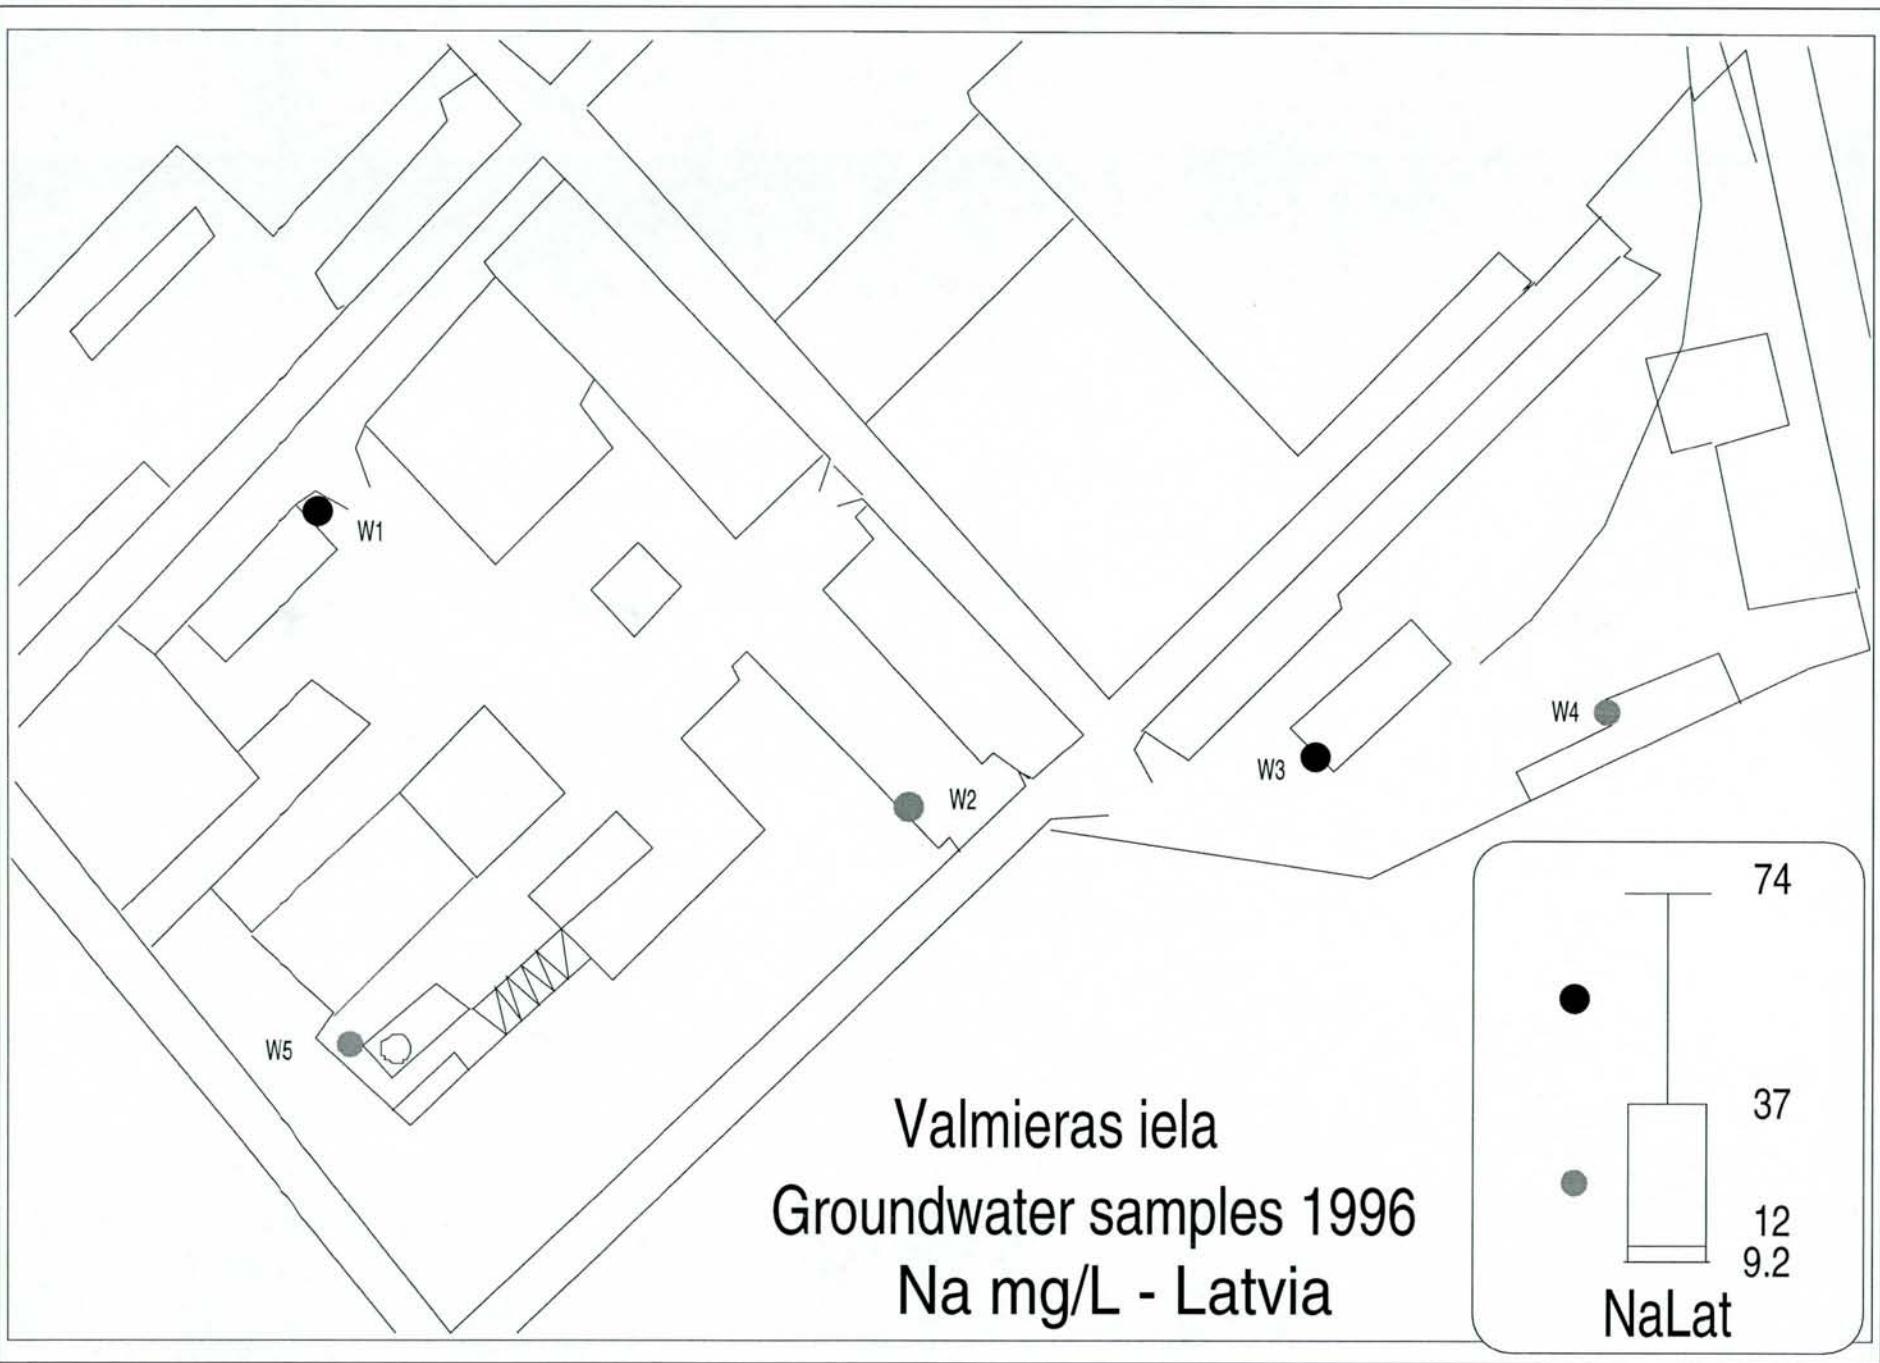 W1
W4
W3
W2
W5
74
37
12
9.2
NaLat
Valmieras iela
Groundwater samples 1996
Na mg/L - Latvia